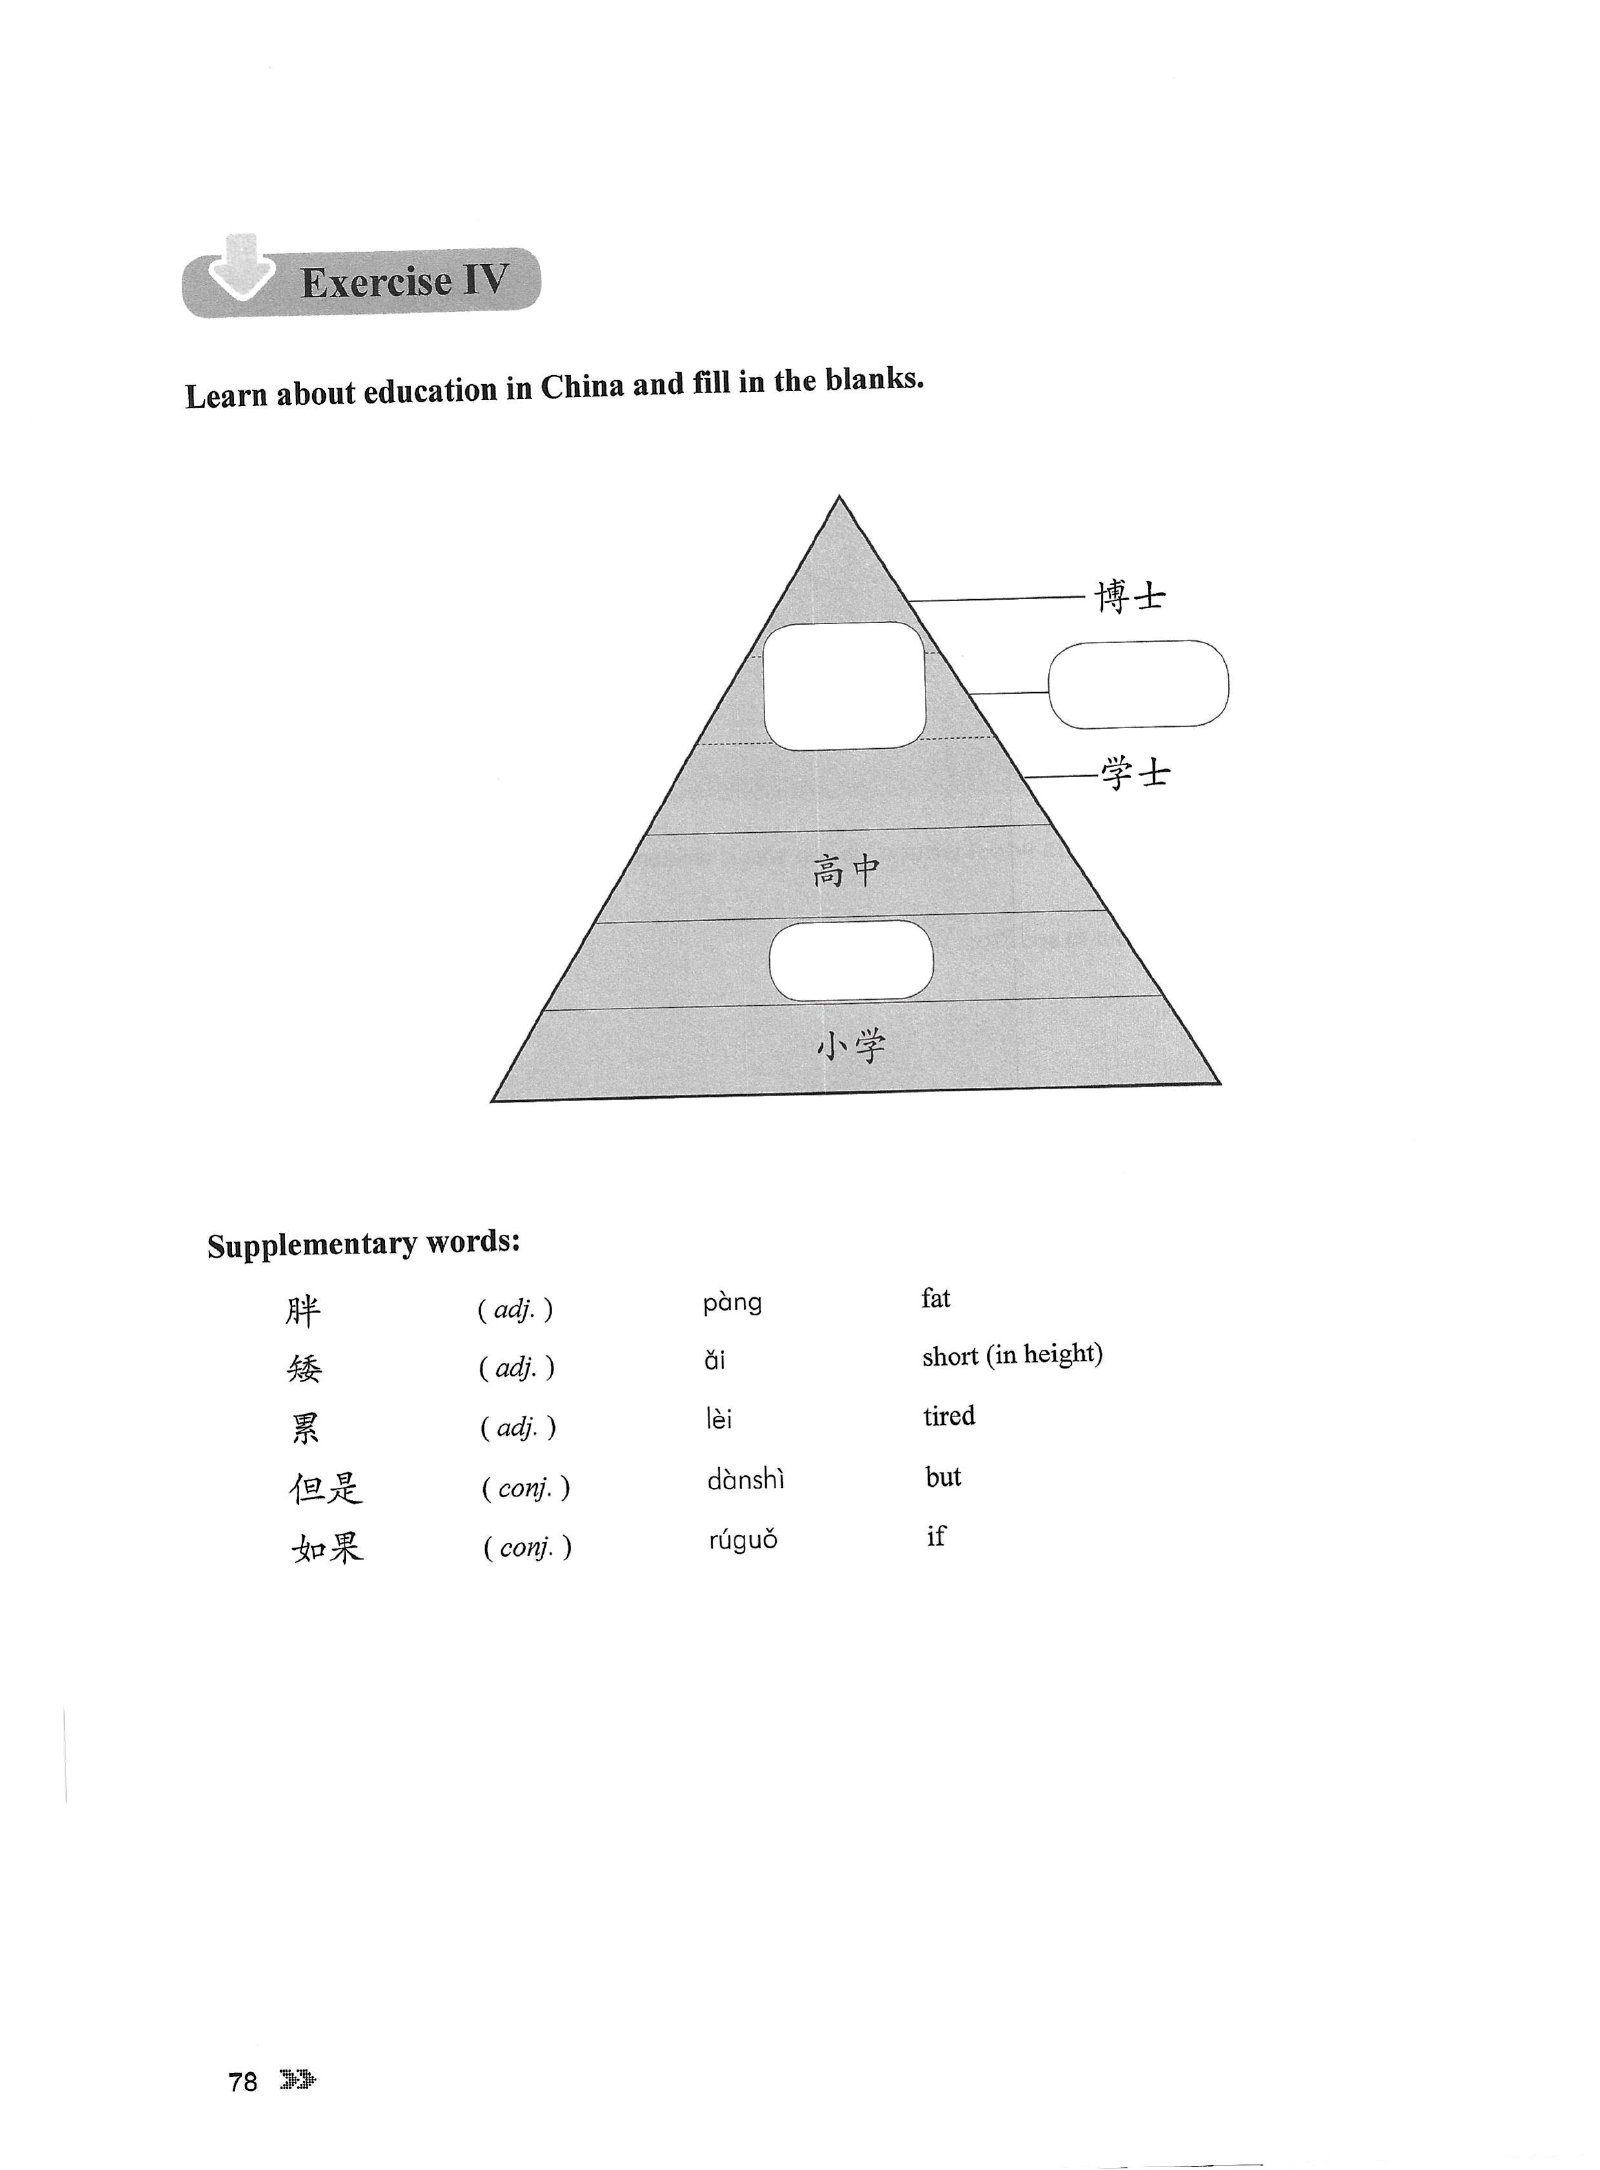 Exercise IV
Learn about education in China and fill in the blanks.
博士
学士
高中
小学
Supplementary words:
胖 ( adj. ) pàng fat
矮 ( adj. ) ǎi short (in height)
累 ( adj. ) lèi tired
但是 ( conj. ) dànshì but
如果 ( conj. ) rúguǒ if
78